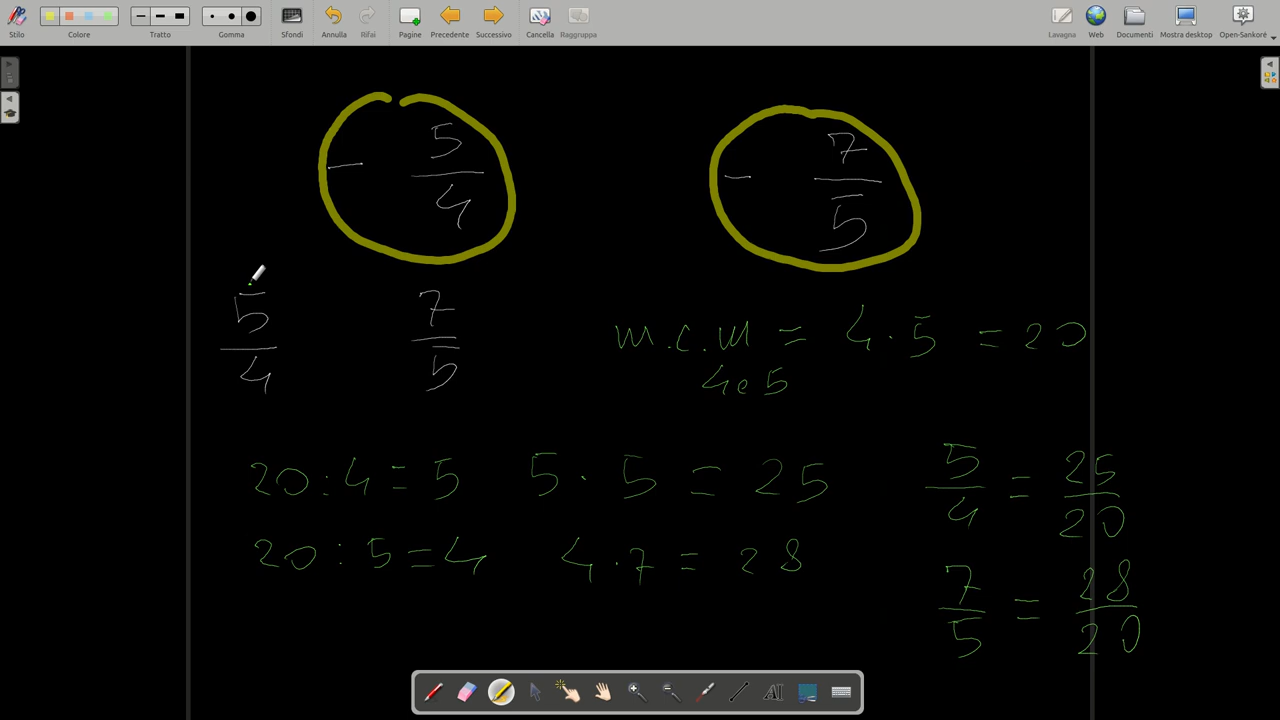 Stilo Colore Tratto Gomma Sfondi Annulla Rifai Pagine Precedente Successivo Cancella Raggruppa Lavagna Web Documenti Mostra desktop Open-Sankoré
- 5/4 - 7/5
5/4 7/5 m.c.m = 4·5 = 20
4 e 5
20:4=5 5·5=25 5/4 = 25/20
20:5=4 4·7=28 7/5 = 28/20
AI